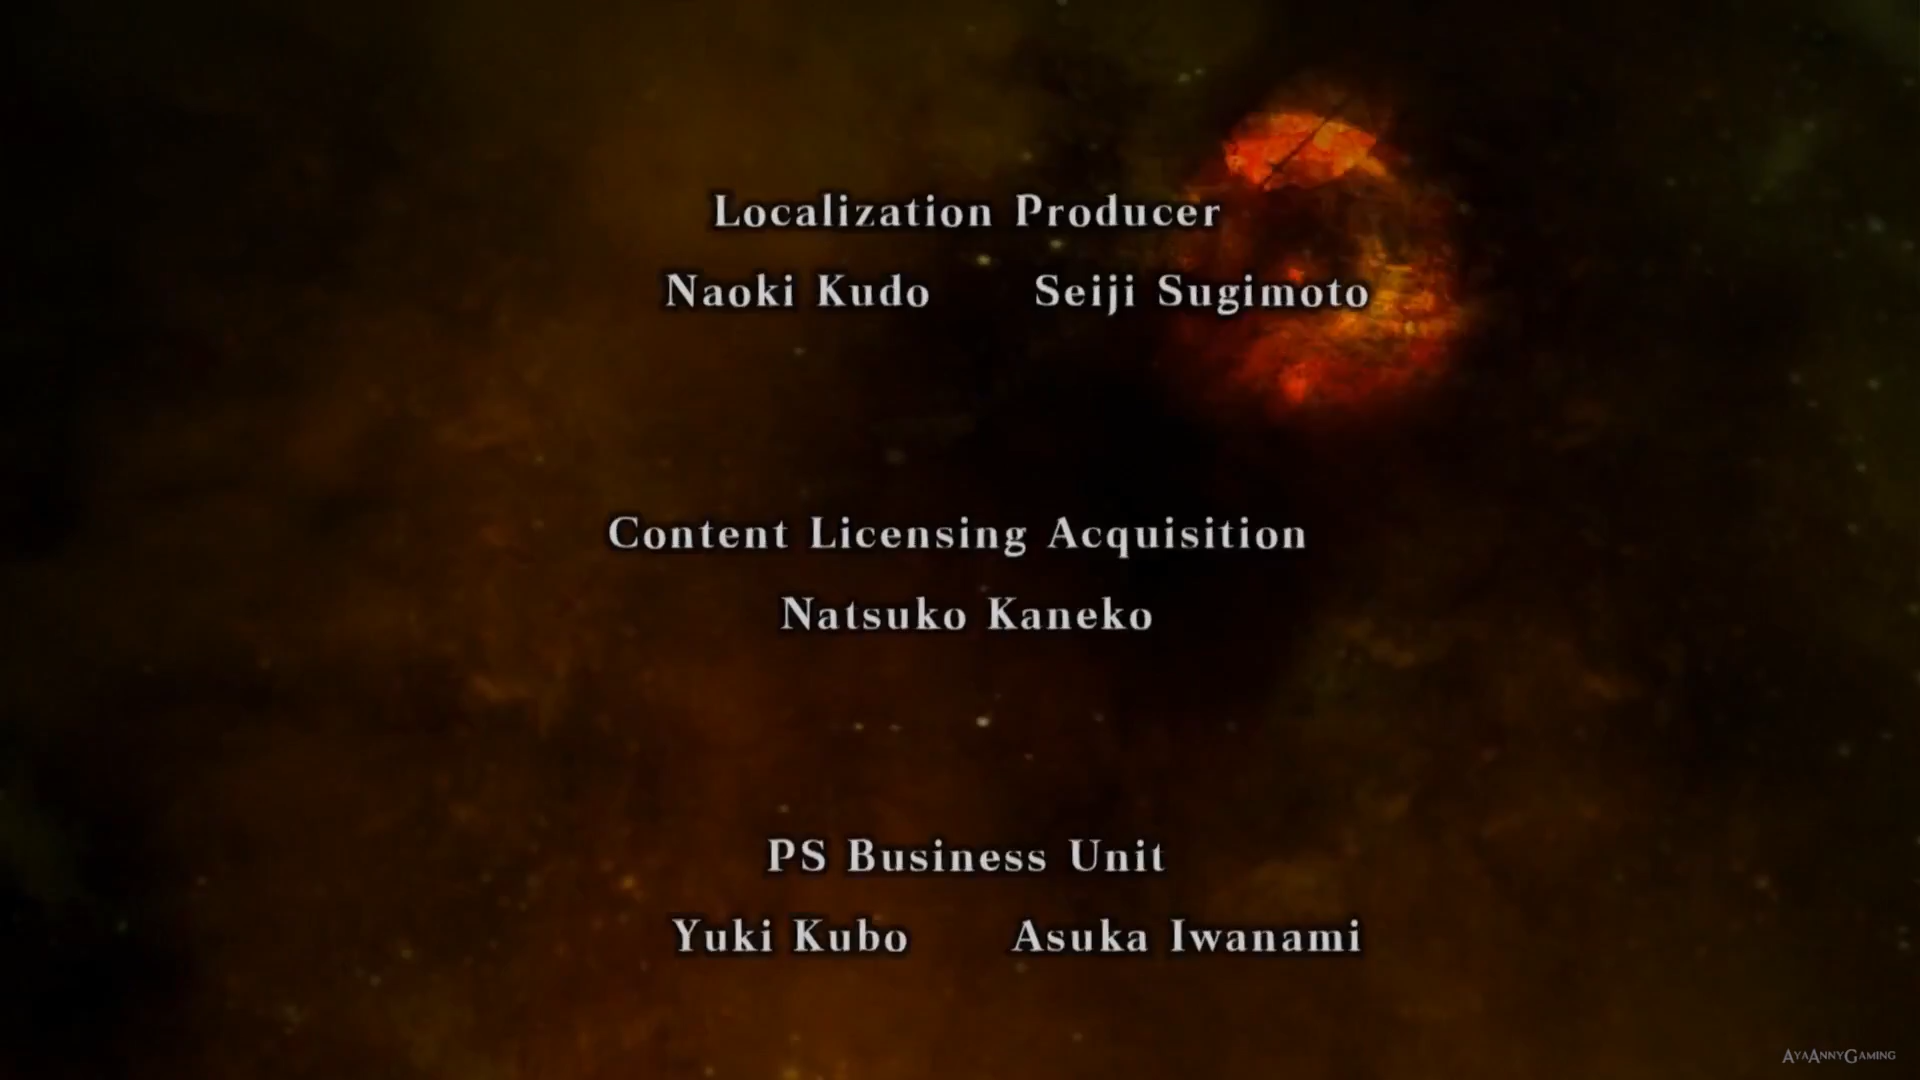 Localization Producer
Naoki Kudo Seiji Sugimoto
Content Licensing Acquisition
Natsuko Kaneko
PS Business Unit
Yuki Kubo Asuka Iwanami
AyaAnnyGaming